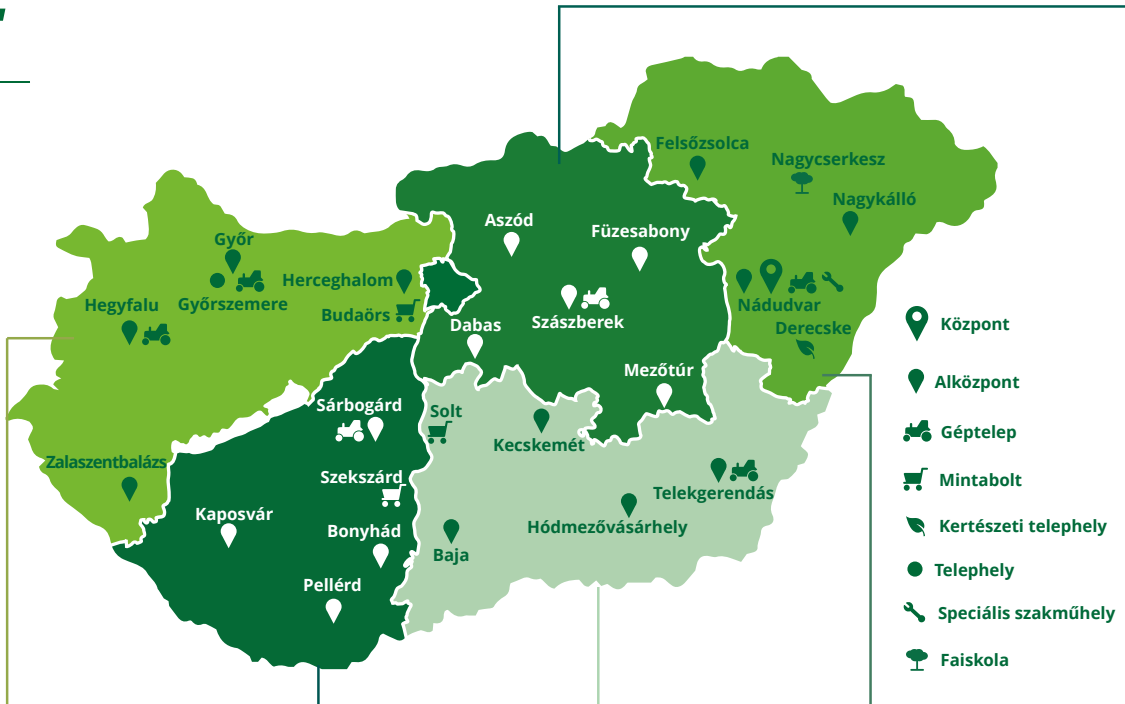 Felsőzsolca
Nagycserkesz
Nagykálló
Aszód
Füzesabony
Győr
Herceghalom
Győrszemere
Hegyfalu
Budaörs
Dabas
Szászberek
Nádudvar
Derecske
Mezőtúr
Sárbogárd
Solt
Kecskemét
Zalaszentbalázs
Szekszárd
Telekgerendás
Kaposvár
Bonyhád
Baja
Hódmezővásárhely
Pellérd
Központ
Alközpont
Géptelep
Mintabolt
Kertészeti telephely
Telephely
Speciális szakműhely
Faiskola